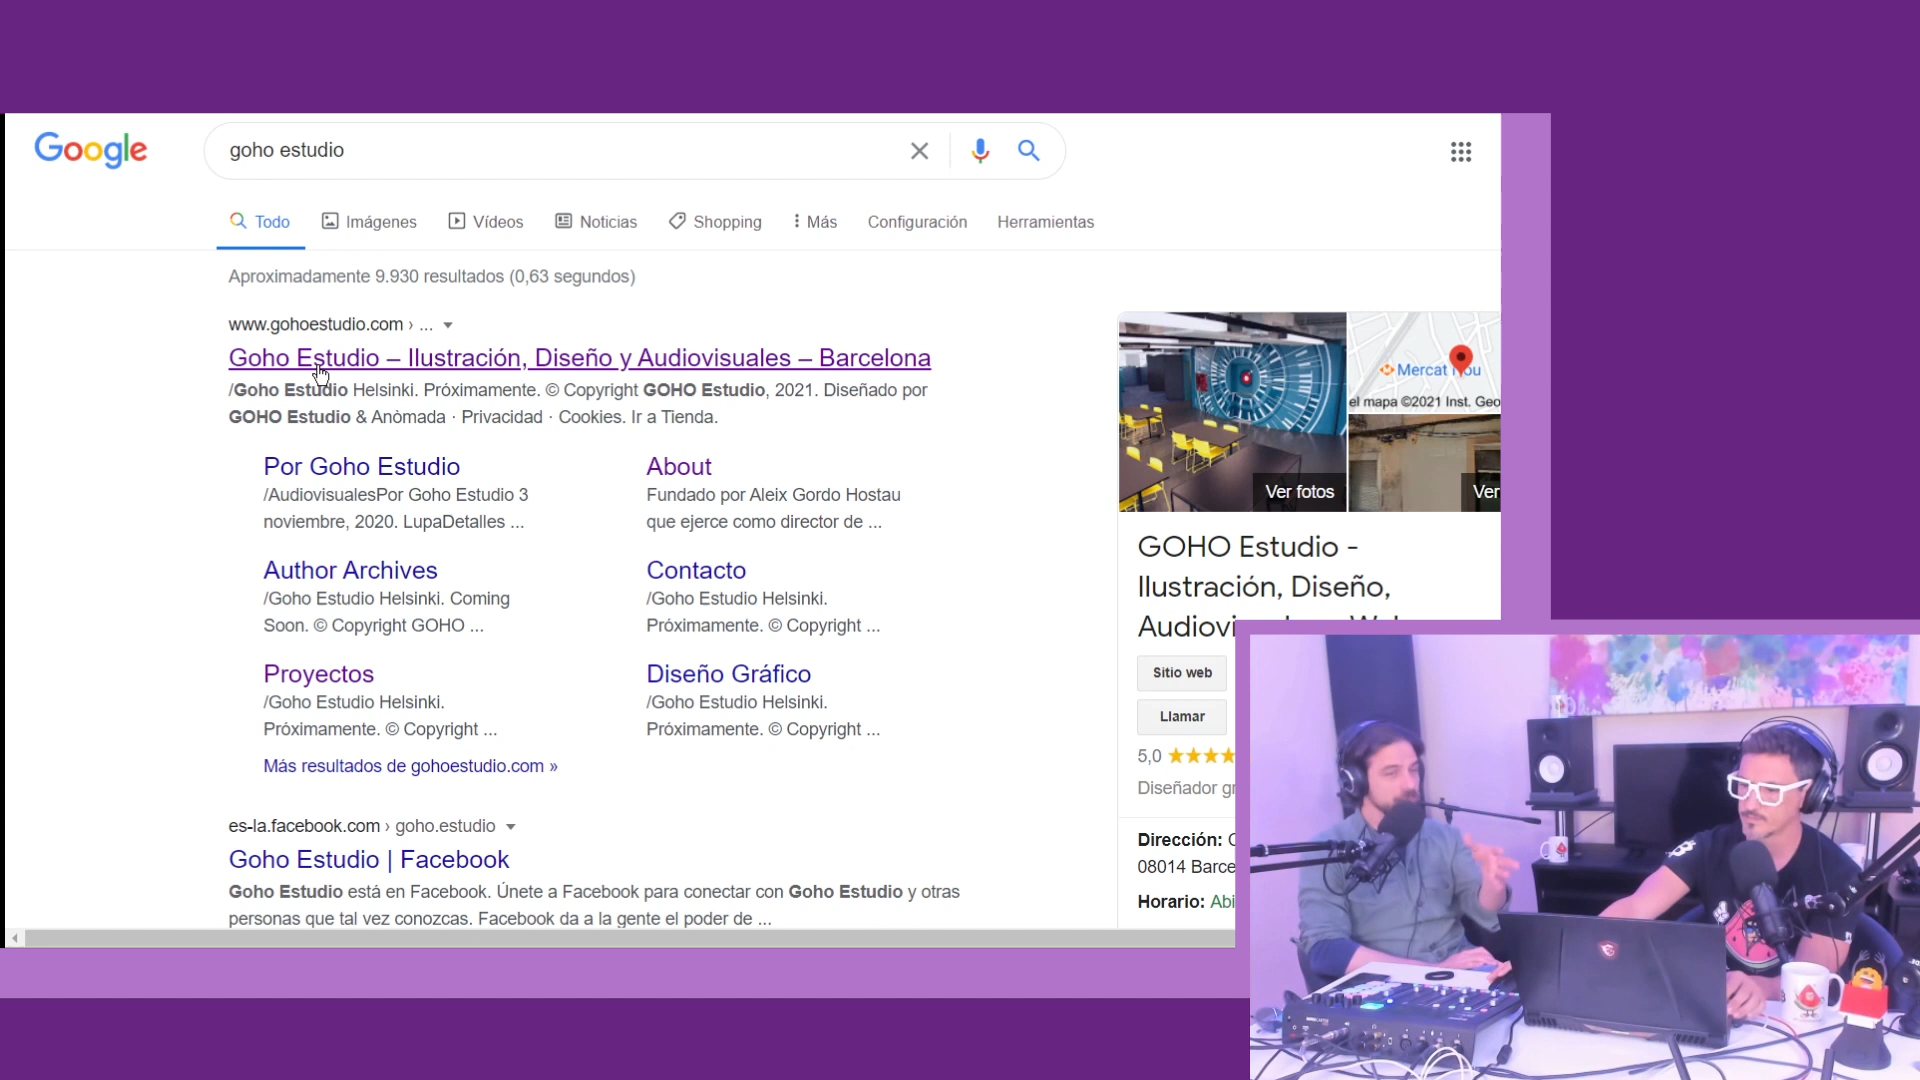 Google
goho estudio
Todo
Imágenes
Vídeos
Noticias
Shopping
Más
Configuración
Herramientas
Aproximadamente 9.930 resultados (0,63 segundos)
www.gohoestudio.com › ...
Goho Estudio – Ilustración, Diseño y Audiovisuales – Barcelona
/Goho Estudio Helsinki. Próximamente. © Copyright GOHO Estudio, 2021. Diseñado por
GOHO Estudio & Anòmada · Privacidad · Cookies. Ir a Tienda.
Por Goho Estudio
/AudiovisualesPor Goho Estudio 3
noviembre, 2020. LupaDetalles ...
About
Fundado por Aleix Gordo Hostau
que ejerce como director de ...
Author Archives
/Goho Estudio Helsinki. Coming
Soon. © Copyright GOHO ...
Contacto
/Goho Estudio Helsinki.
Próximamente. © Copyright ...
Proyectos
/Goho Estudio Helsinki.
Próximamente. © Copyright ...
Diseño Gráfico
/Goho Estudio Helsinki.
Próximamente. © Copyright ...
Más resultados de gohoestudio.com »
es-la.facebook.com › goho.estudio
Goho Estudio | Facebook
Goho Estudio está en Facebook. Únete a Facebook para conectar con Goho Estudio y otras
personas que tal vez conozcas. Facebook da a la gente el poder de ...
Mercat Nou
el mapa ©2021 Inst. Geo
Ver fotos
Ver
GOHO Estudio -
Ilustración, Diseño,
Sitio web
Llamar
5,0
Diseñador
Dirección:
08014
Horario: